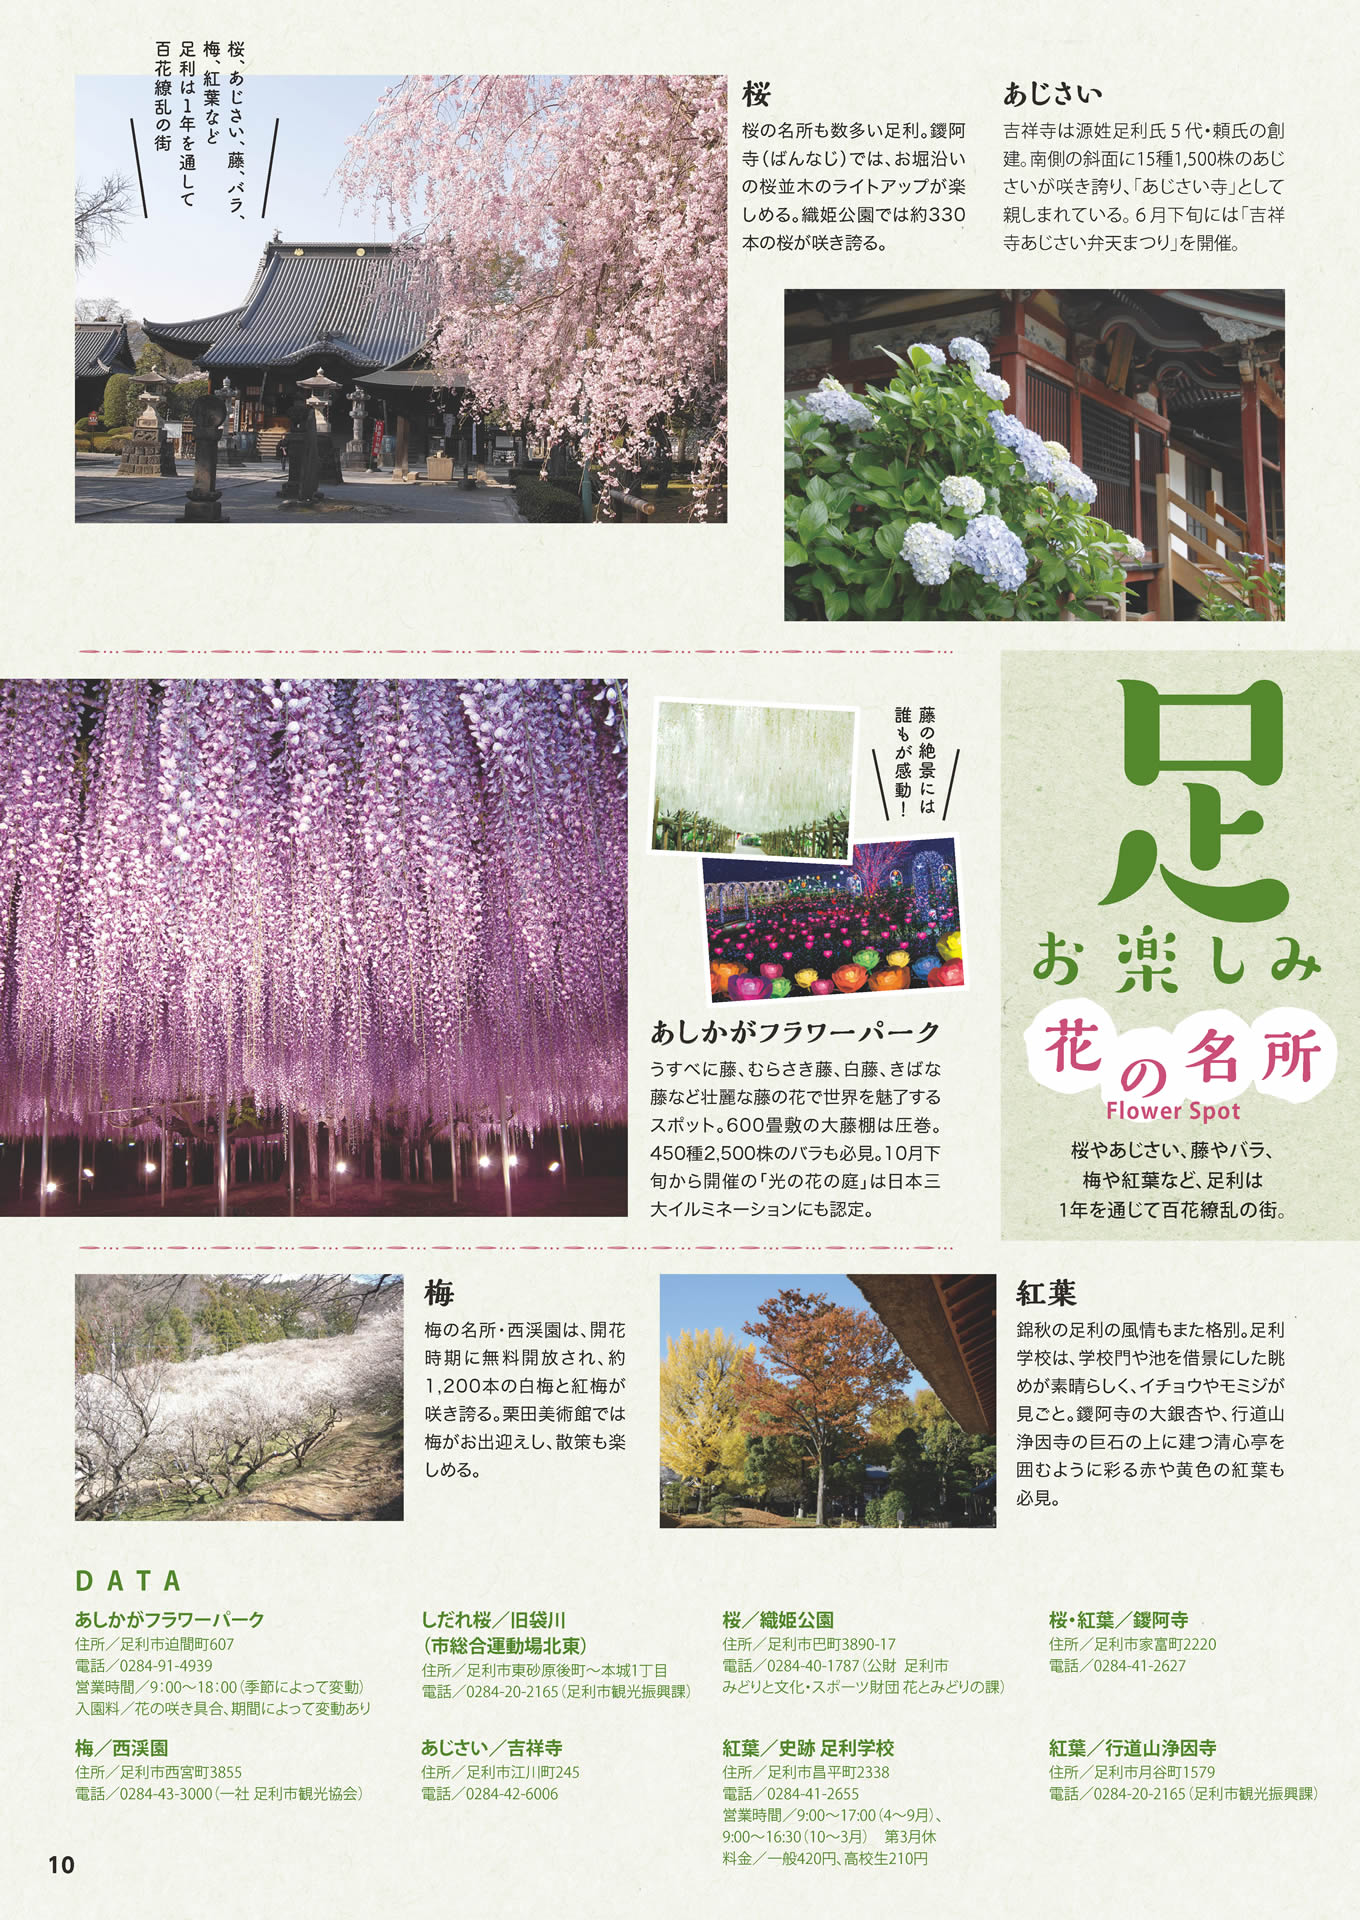 桜、あじさい、藤、バラ、
梅、紅葉など
足利は1年を通して
百花繚乱の街
桜
桜の名所も数多い足利。鑁阿
寺（ばんなじ）では、お堀沿い
の桜並木のライトアップが楽
しめる。織姫公園では約330
本の桜が咲き誇る。
あじさい
吉祥寺は源姓足利氏５代・頼氏の創
建。南側の斜面に15種1,500株のあじ
さいが咲き誇り、「あじさい寺」として
親しまれている。６月下旬には「吉祥
寺あじさい弁天まつり」を開催。
足
お楽しみ
花の名所
Flower Spot
桜やあじさい、藤やバラ、
梅や紅葉など、足利は
1年を通じて百花繚乱の街。
藤の絶景には
誰もが感動！
あしかがフラワーパーク
うすべに藤、むらさき藤、白藤、きばな
藤など壮麗な藤の花で世界を魅了する
スポット。600畳敷の大藤棚は圧巻。
450種2,500株のバラも必見。10月下
旬から開催の「光の花の庭」は日本三
大イルミネーションにも認定。
梅
梅の名所・西渓園は、開花
時期に無料開放され、約
1,200本の白梅と紅梅が
咲き誇る。栗田美術館では
梅がお出迎えし、散策も楽
しめる。
紅葉
錦秋の足利の風情もまた格別。足利
学校は、学校門や池を借景にした眺
めが素晴らしく、イチョウやモミジが
見ごと。鑁阿寺の大銀杏や、行道山
浄因寺の巨石の上に建つ清心亭を
囲むように彩る赤や黄色の紅葉も
必見。
DATA
あしかがフラワーパーク
住所／足利市迫間町607
電話／0284-91-4939
営業時間／9：00～18：00（季節によって変動）
入園料／花の咲き具合、期間によって変動あり
しだれ桜／旧袋川
（市総合運動場北東）
住所／足利市東砂原後町～本城1丁目
電話／0284-20-2165（足利市観光振興課）
桜／織姫公園
住所／足利市巴町3890-17
電話／0284-40-1787（公財 足利市
みどりと文化・スポーツ財団 花とみどりの課）
桜・紅葉／鑁阿寺
住所／足利市家富町2220
電話／0284-41-2627
梅／西渓園
住所／足利市西宮町3855
電話／0284-43-3000（一社 足利市観光協会）
あじさい／吉祥寺
住所／足利市江川町245
電話／0284-42-6006
紅葉／史跡 足利学校
住所／足利市昌平町2338
電話／0284-41-2655
営業時間／9:00～17:00（4～9月）、
9:00～16:30（10～3月）　第3月休
料金／一般420円、高校生210円
紅葉／行道山浄因寺
住所／足利市月谷町1579
電話／0284-20-2165（足利市観光振興課）
10